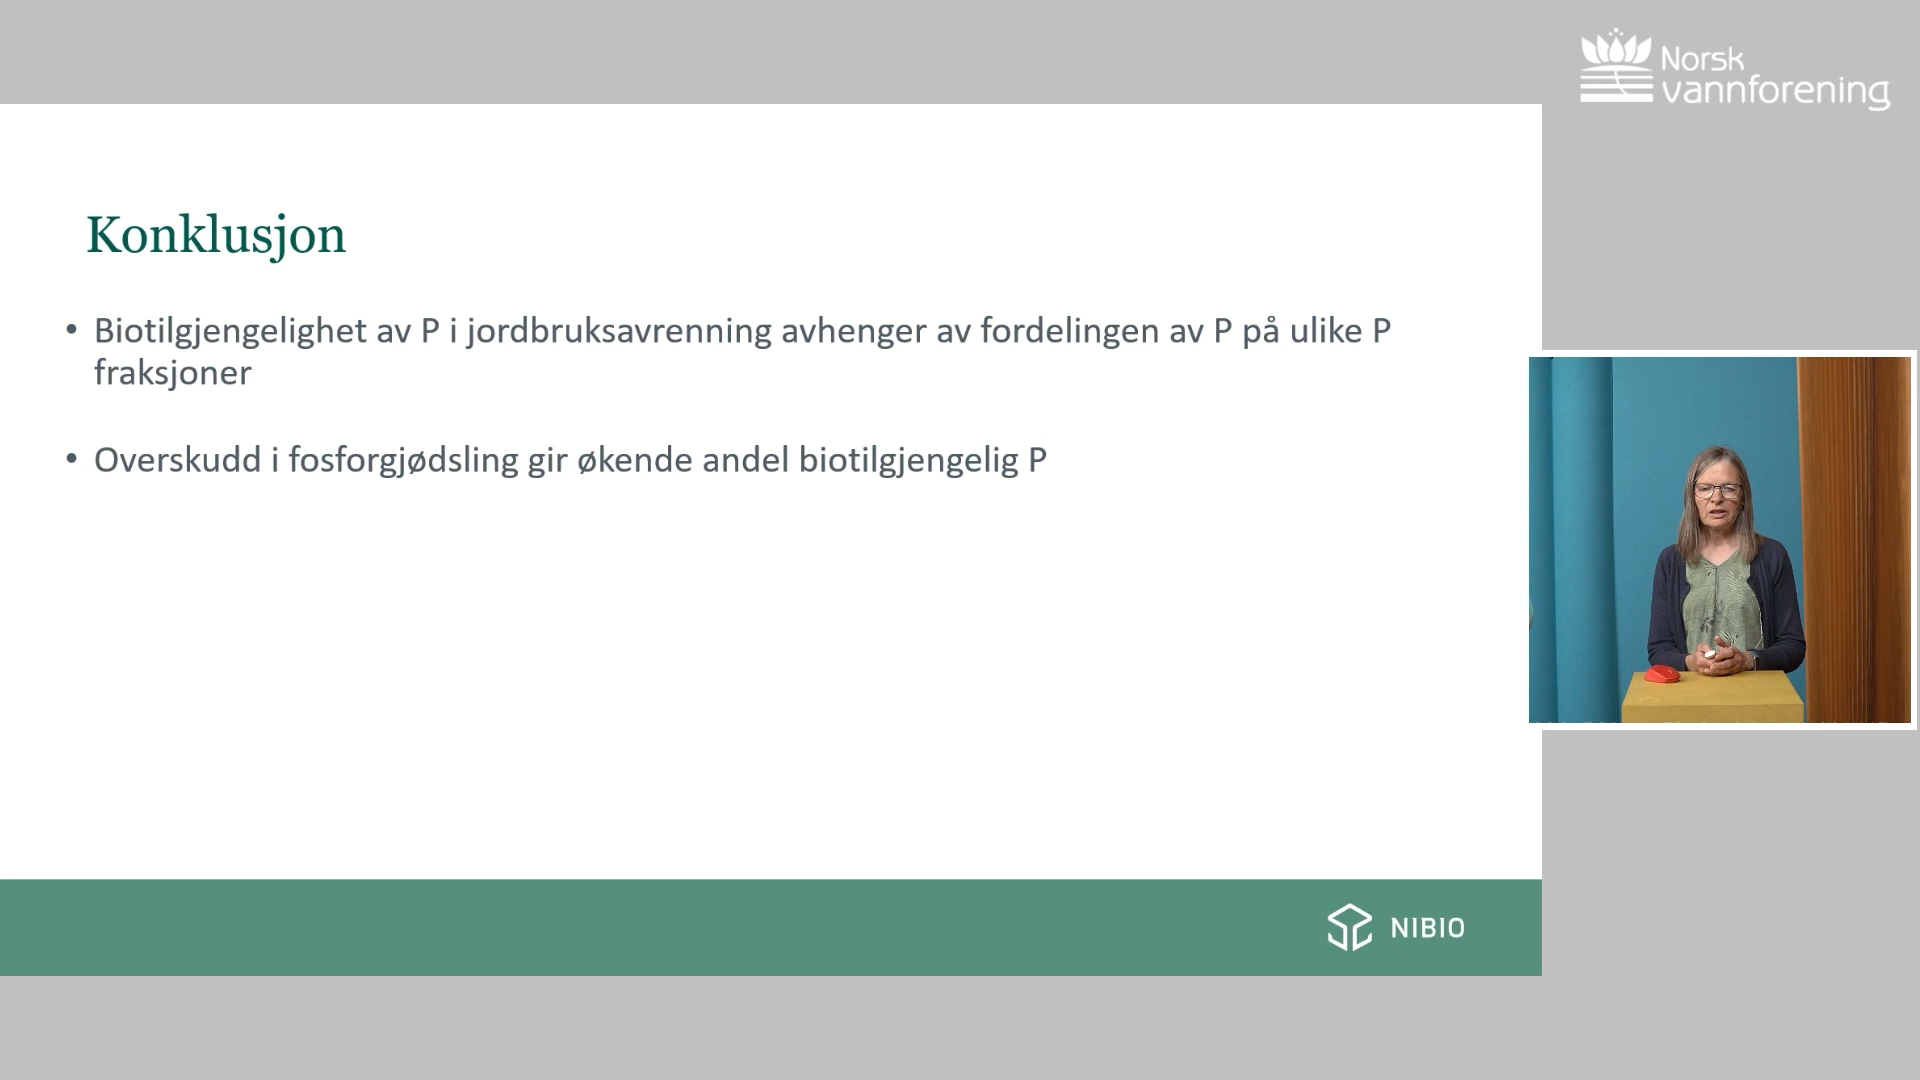 Norsk
vannforening
Konklusjon
• Biotilgjengelighet av P i jordbruksavrenning avhenger av fordelingen av P på ulike P
fraksjoner
• Overskudd i fosforgjødsling gir økende andel biotilgjengelig P
NIBIO